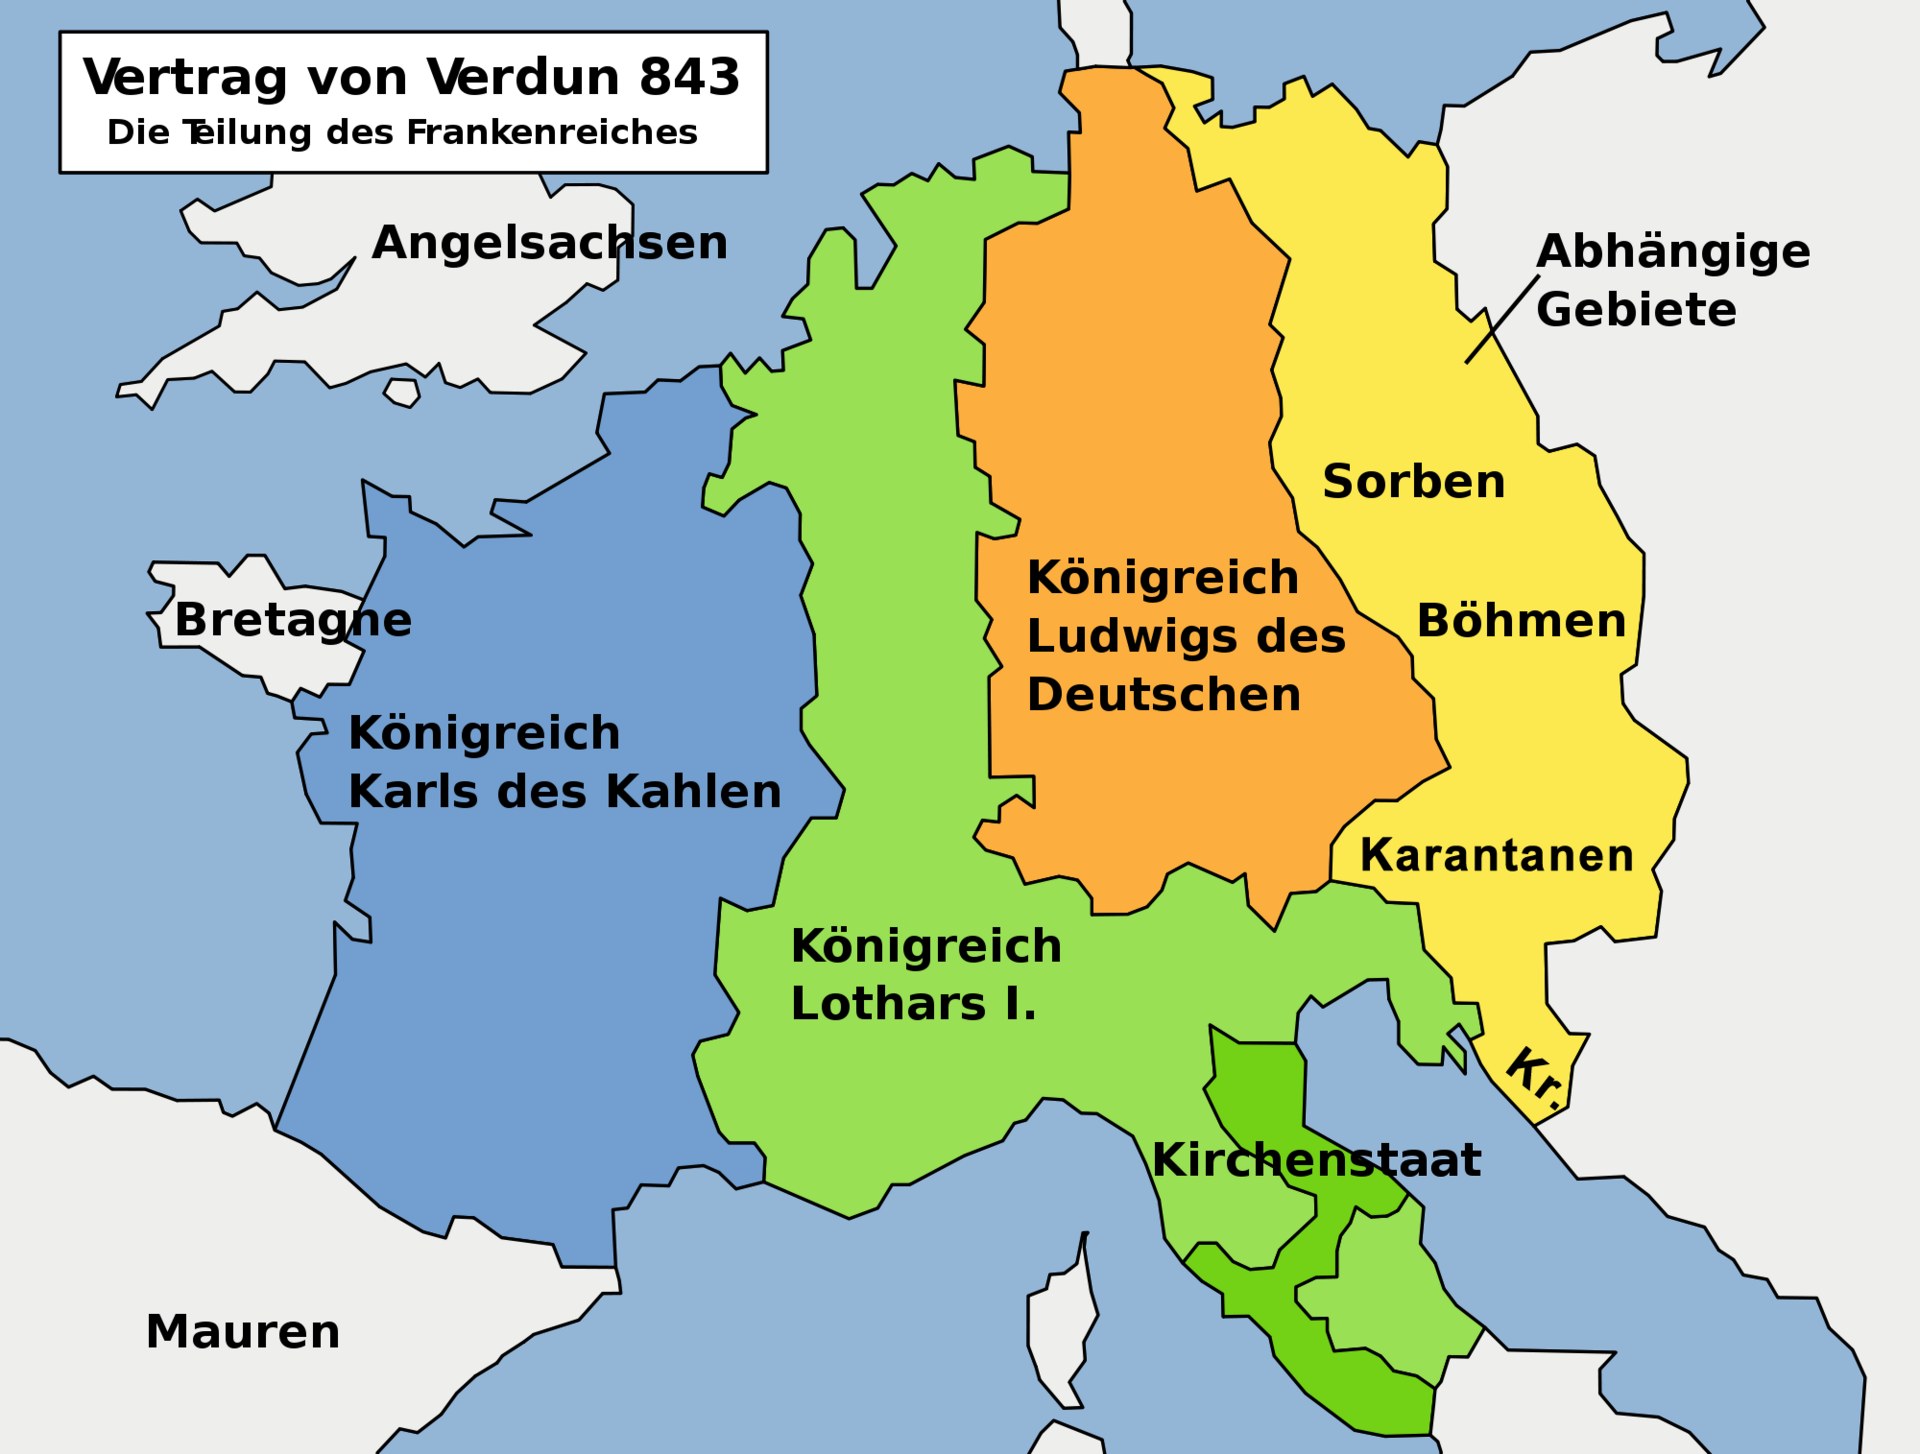 Vertrag von Verdun 843
Die Teilung des Frankenreiches
Angelsachsen
Abhängige
Gebiete
Sorben
Königreich
Ludwigs des
Deutschen
Böhmen
Bretagne
Königreich
Karls des Kahlen
Karantanen
Königreich
Lothars I.
Kr.
Kirchenstaat
Mauren